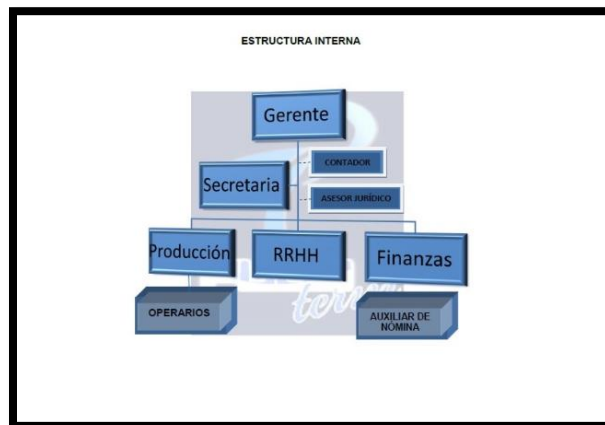 ESTRUCTURA INTERNA
Gerente
CONTADOR
Secretaria
ASESOR JURÍDICO
Producción
RRHH
Finanzas
OPERARIOS
AUXILIAR DE
NÓMINA